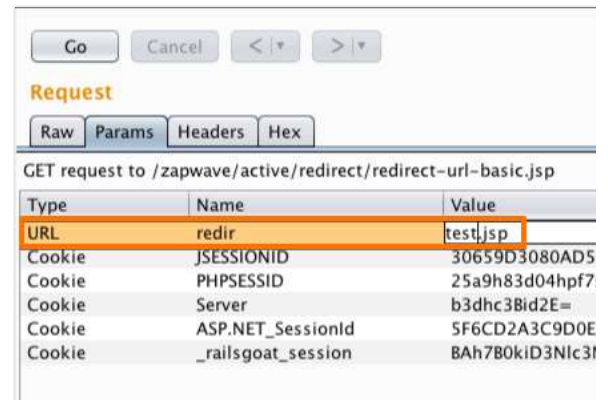 Go Cancel < >
Request
Raw Params Headers Hex
GET request to /zapwave/active/redirect/redirect-url-basic.jsp
Type Name Value
URL redir test.jsp
Cookie JSESSIONID 30659D3080AD5
Cookie PHPSESSID 25a9h83d04hpf7
Cookie Server b3dhc3Bid2E=
Cookie ASP.NET_SessionId 5F6CD2A3C9D0E
Cookie _railsgoat_session BAh7B0kiD3Nlc3